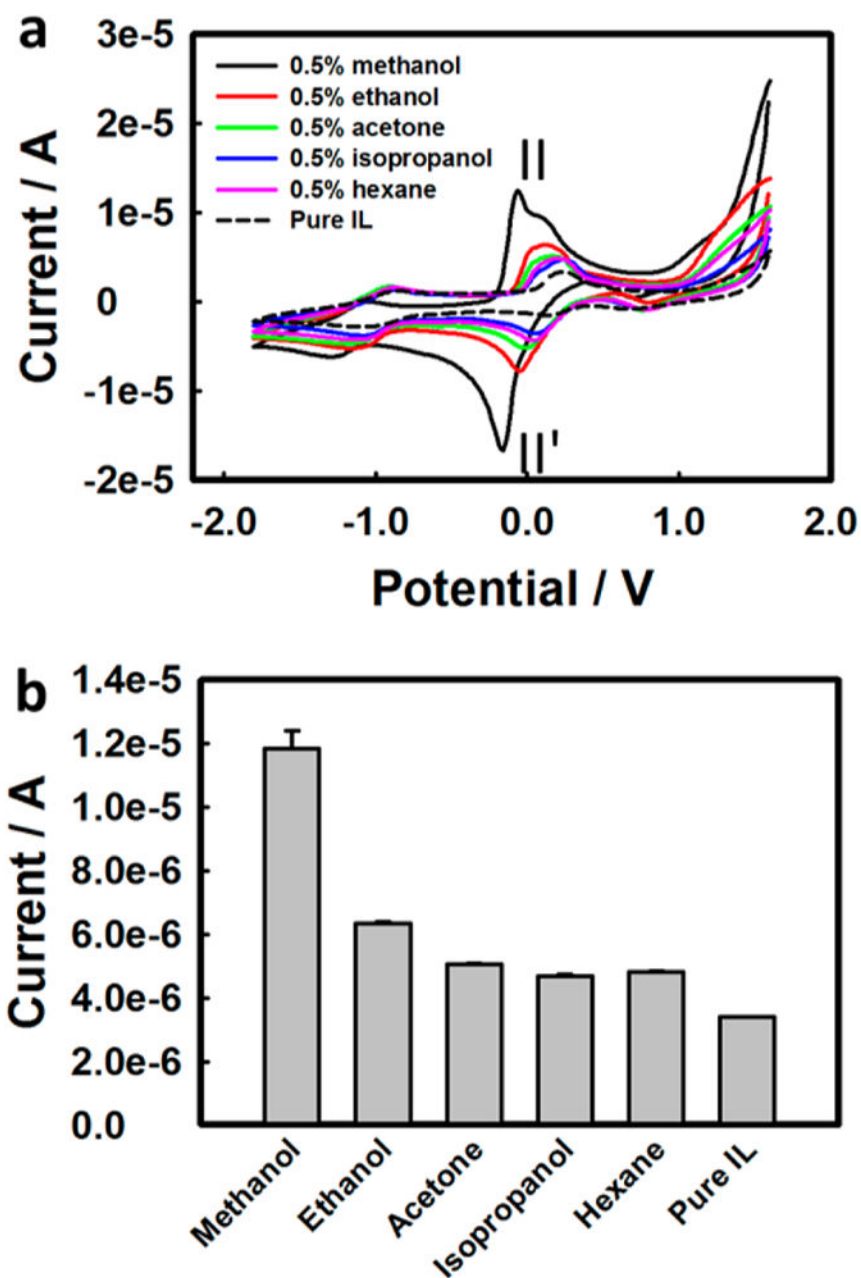 a
3e-5
2e-5
1e-5
0
-1e-5
-2e-5
Current / A
0.5% methanol
0.5% ethanol
0.5% acetone
0.5% isopropanol
0.5% hexane
Pure IL
II
II'
-2.0 -1.0 0.0 1.0 2.0
Potential / V
b
1.4e-5
1.2e-5
1.0e-5
8.0e-6
6.0e-6
4.0e-6
2.0e-6
0.0
Current / A
Methanol
Ethanol
Acetone
Isopropanol
Hexane
Pure IL